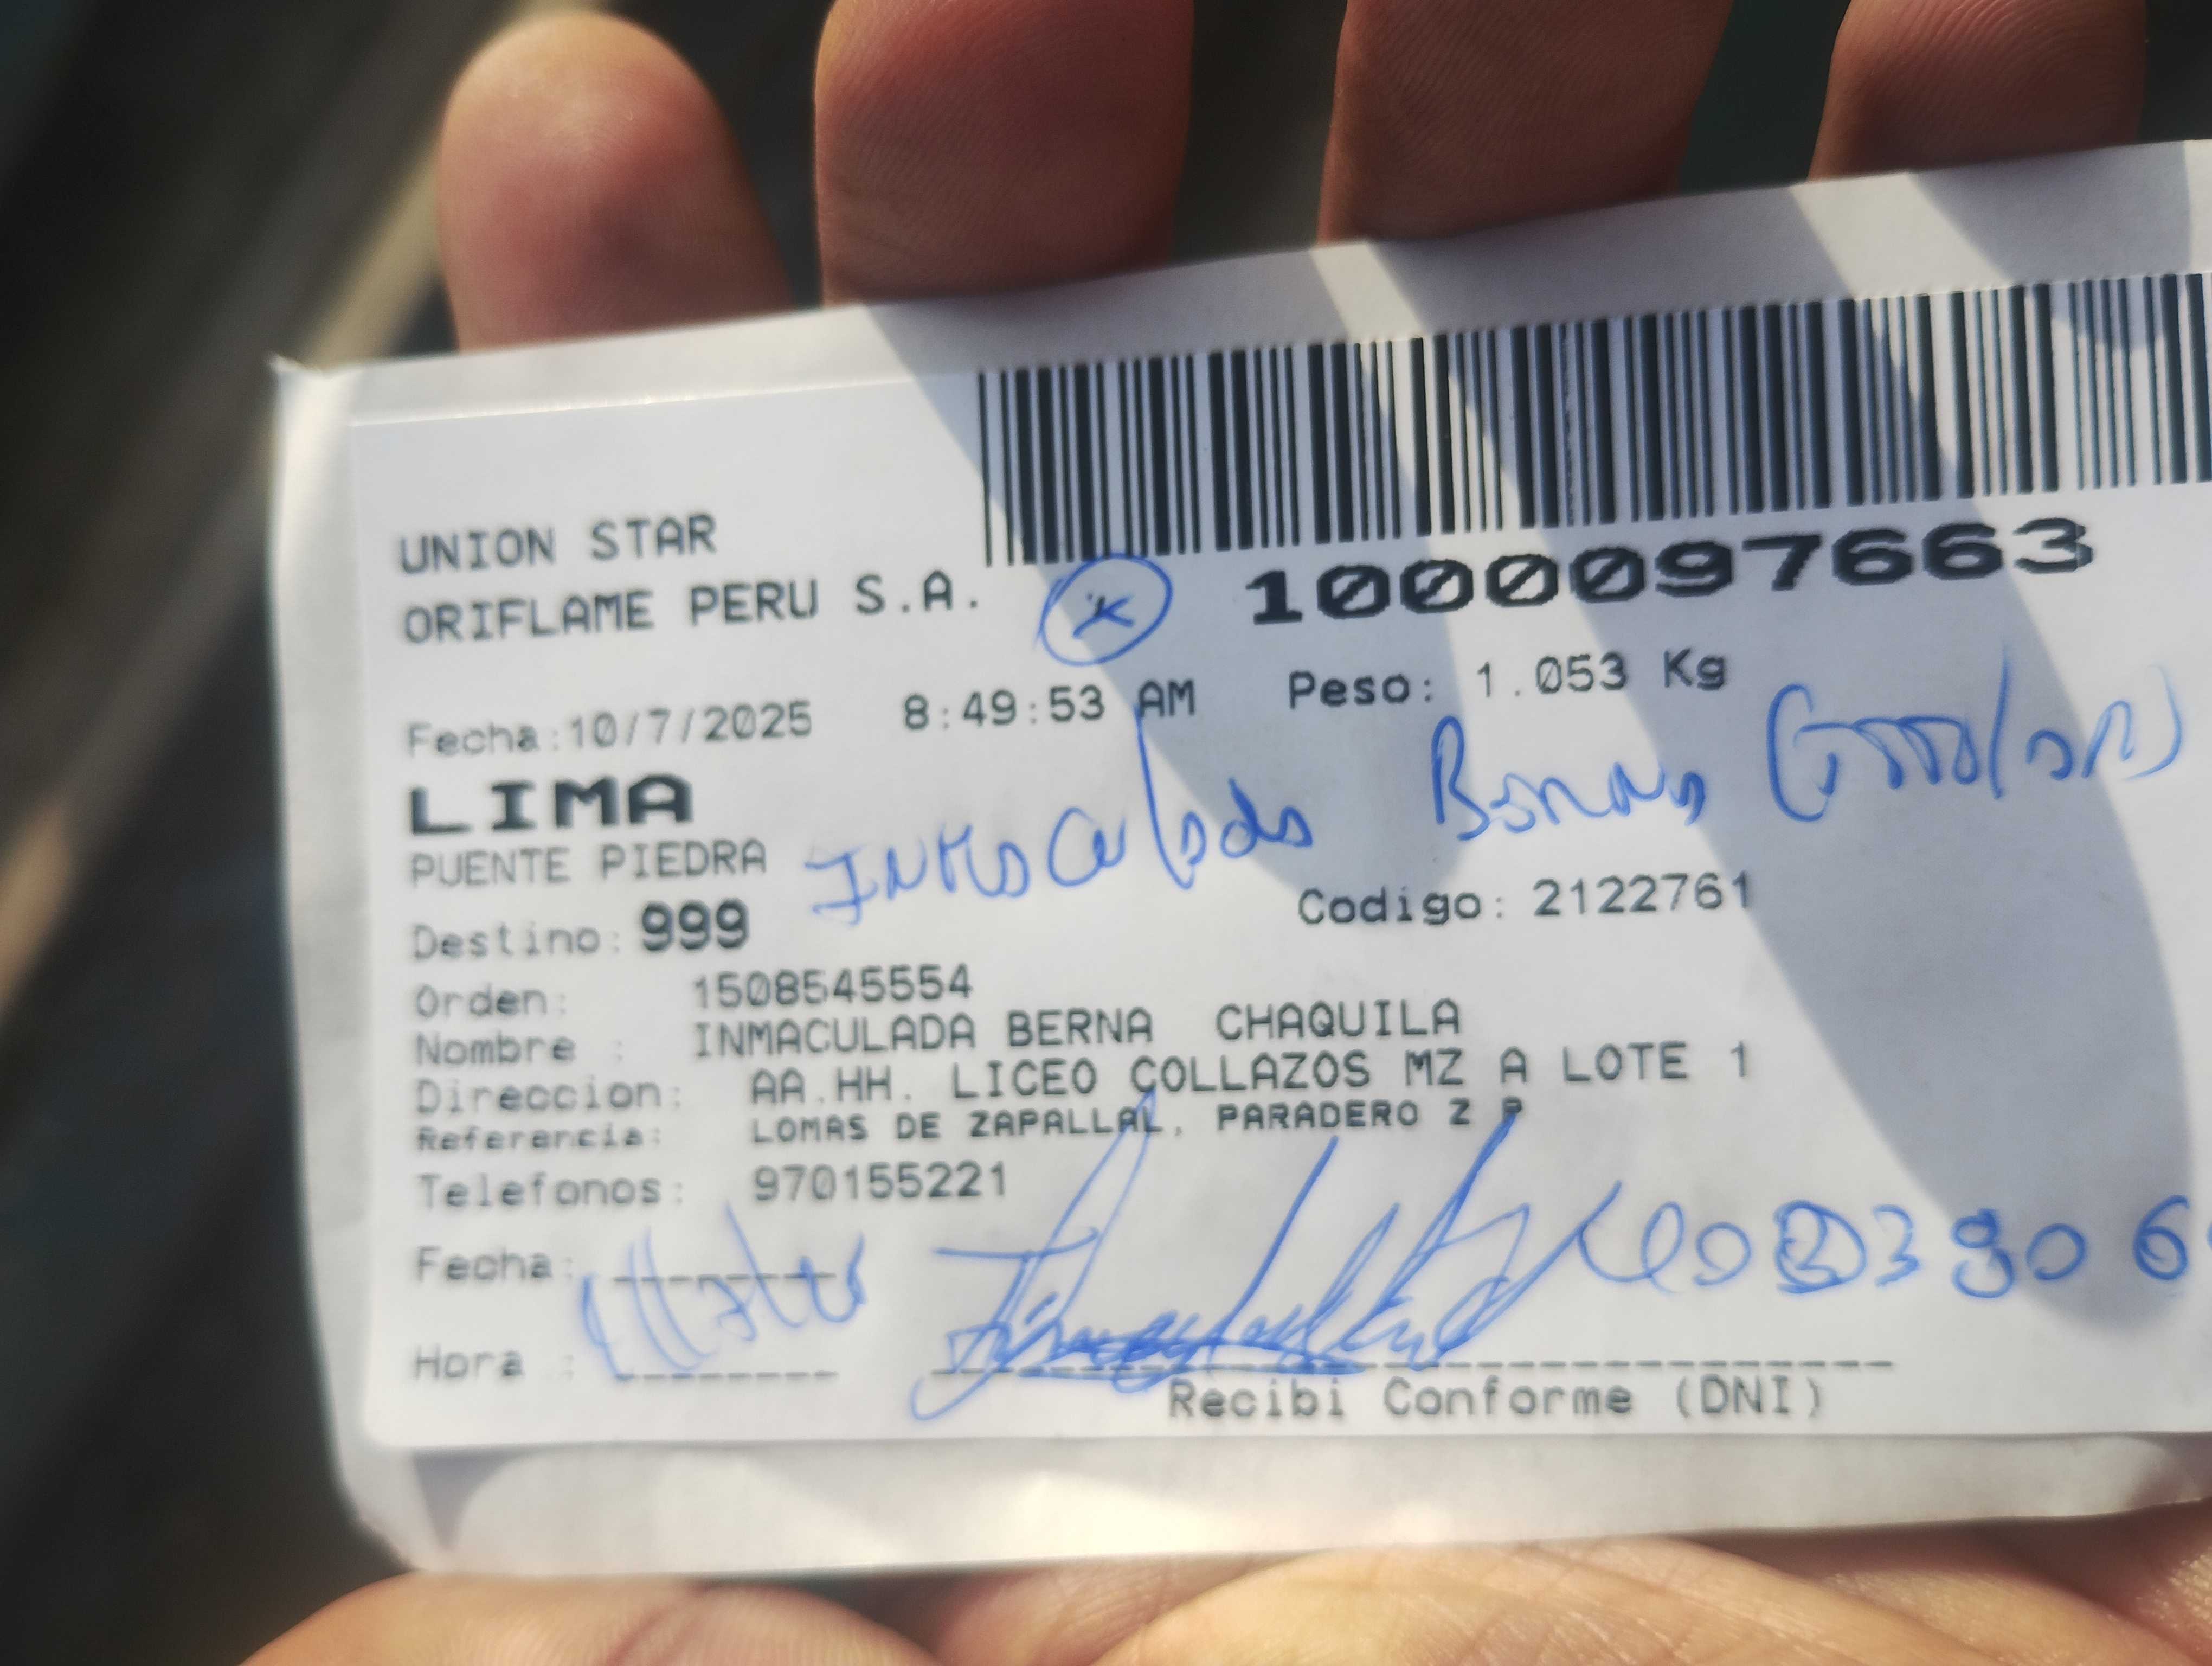 UNION STAR
ORIFLAME PERU S.A.
1000097663
Fecha:10/7/2025 8:49:53 AM Peso: 1.053 Kg
LIMA
PUENTE PIEDRA
Destino: 999 Codigo: 2122761
Orden: 1508545554
Nombre : INMACULADA BERNA CHAQUILA
Direccion: AA.HH. LICEO COLLAZOS MZ A LOTE 1
Referencia: LOMAS DE ZAPALLAL, PARADERO Z P
Telefonos: 970155221
Fecha:
Hora :
Recibi Conforme (DNI)